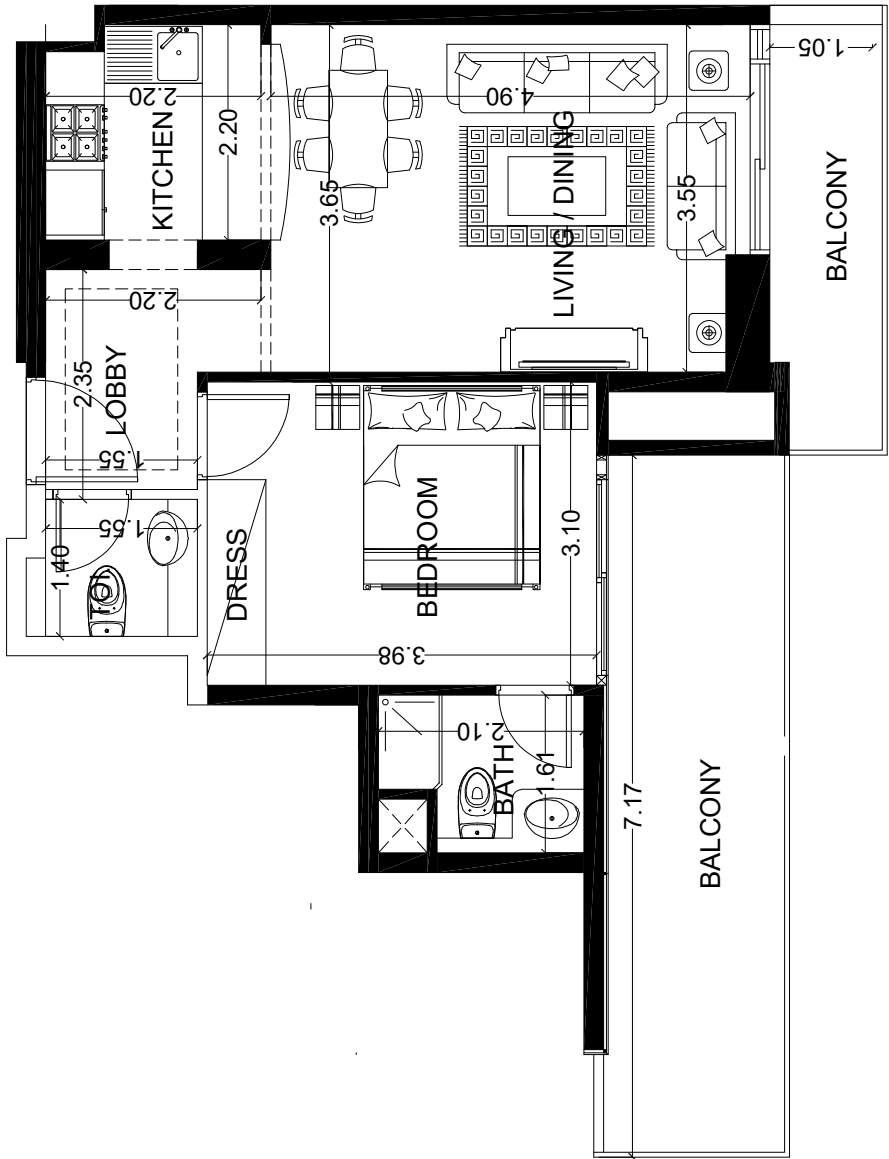 1.05
2.20
4.90
KITCHEN
2.20
LIVING / DINING
3.65
3.55
BALCONY
2.20
2.35
LOBBY
1.55
1.55
1.40
TOI
DRESS
BEDROOM
3.10
3.98
2.10
BATH
1.61
7.17
BALCONY